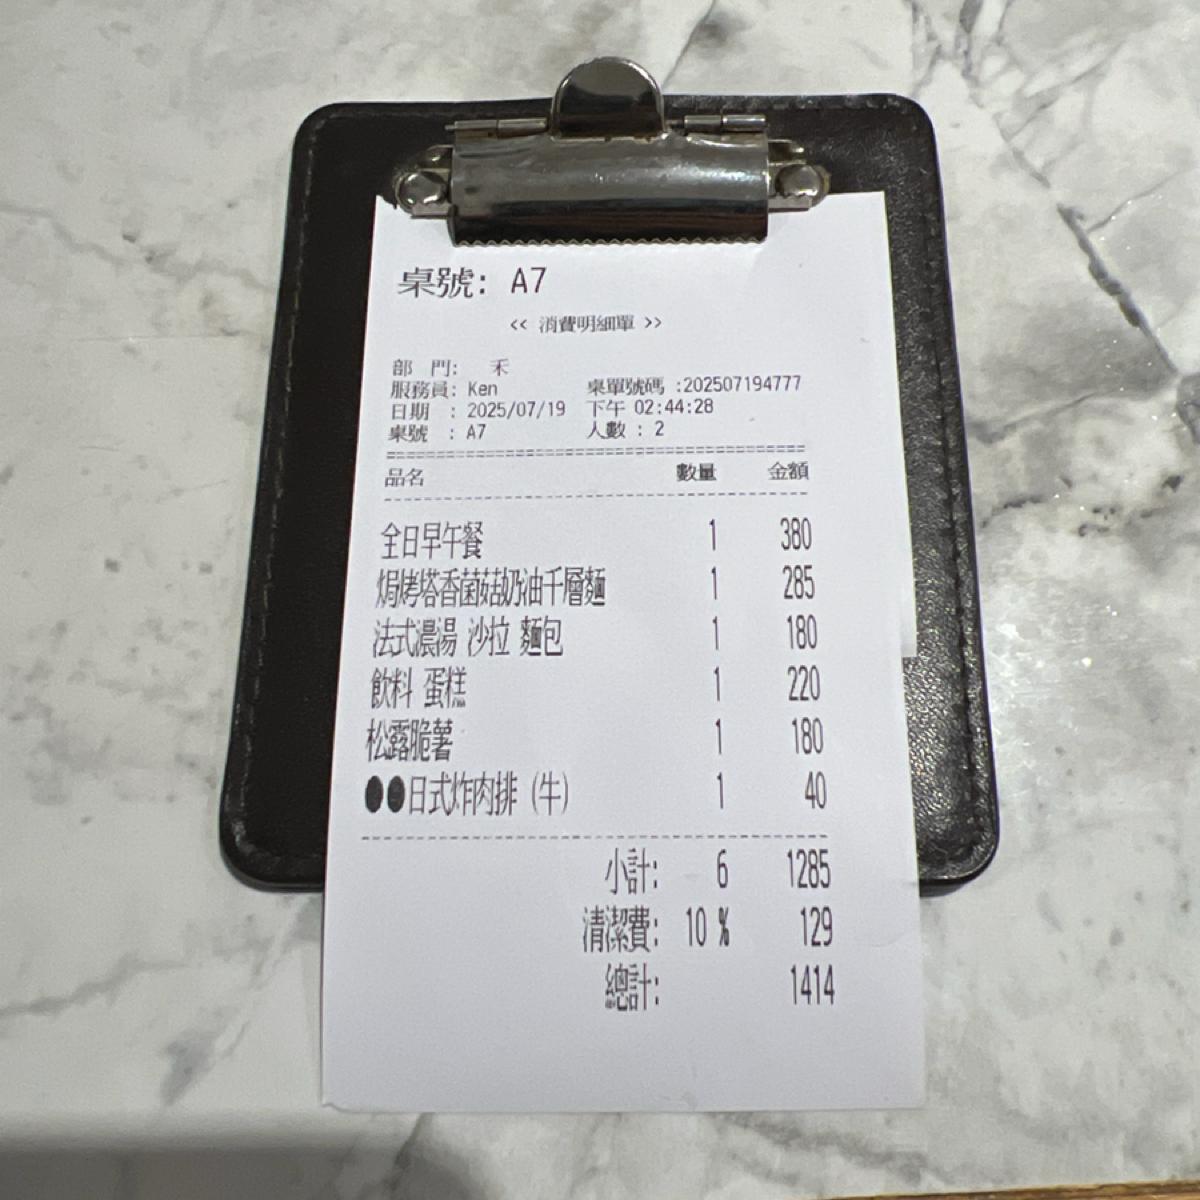 桌號: A7
<< 消費明細單 >>
部 門: 禾
服務員: Ken 桌單號碼 :202507194777
日期 : 2025/07/19 下午 02:44:28
桌號 : A7 人數 : 2
品名 數量 金額
全日早午餐 1 380
焗烤塔香菌菇奶油千層麵 1 285
法式濃湯 沙拉 麵包 1 180
飲料 蛋糕 1 220
松露脆薯 1 180
●●日式炸肉排 (牛) 1 40
小計: 6 1285
清潔費: 10 % 129
總計: 1414